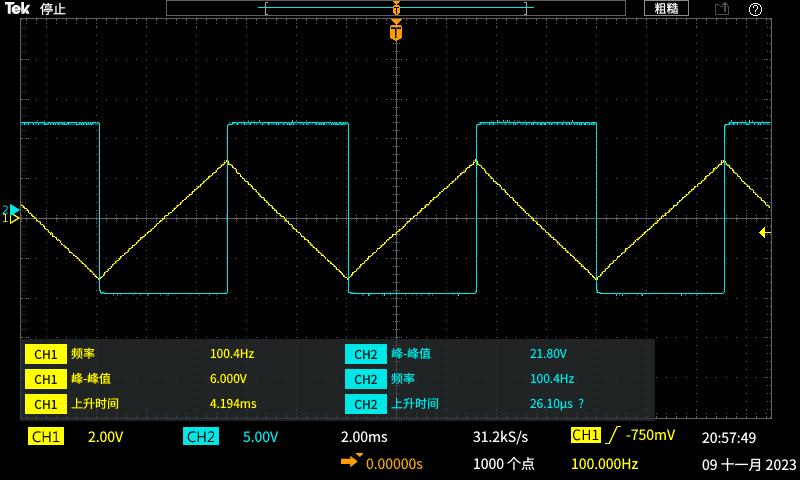 Tek 停止 T 粗糙 ?
T
2
1
CH1 频率 100.4Hz CH2 峰-峰值 21.80V
CH1 峰-峰值 6.000V CH2 频率 100.4Hz
CH1 上升时间 4.194ms CH2 上升时间 26.10µs ?
CH1 2.00V CH2 5.00V 2.00ms 31.2kS/s CH1 -750mV 20:57:49
0.00000s 1000 个点 100.000Hz 09 十一月 2023